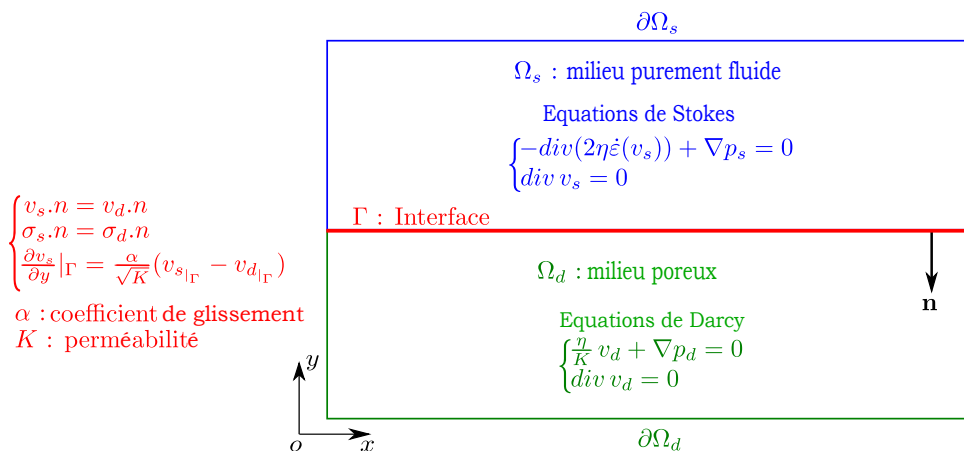 ∂Ω_s
Ω_s : milieu purement fluide
Equations de Stokes
{ −div(2ηε̇(v_s)) + ∇p_s = 0
div v_s = 0
Γ : Interface
{ v_s.n = v_d.n
σ_s.n = σ_d.n
∂v_s/∂y |_Γ = α/√K (v_{s|_Γ} − v_{d|_Γ})
α : coefficient de glissement
K : perméabilité
Ω_d : milieu poreux
n
Equations de Darcy
{ η/K v_d + ∇p_d = 0
div v_d = 0
y
o
x
∂Ω_d